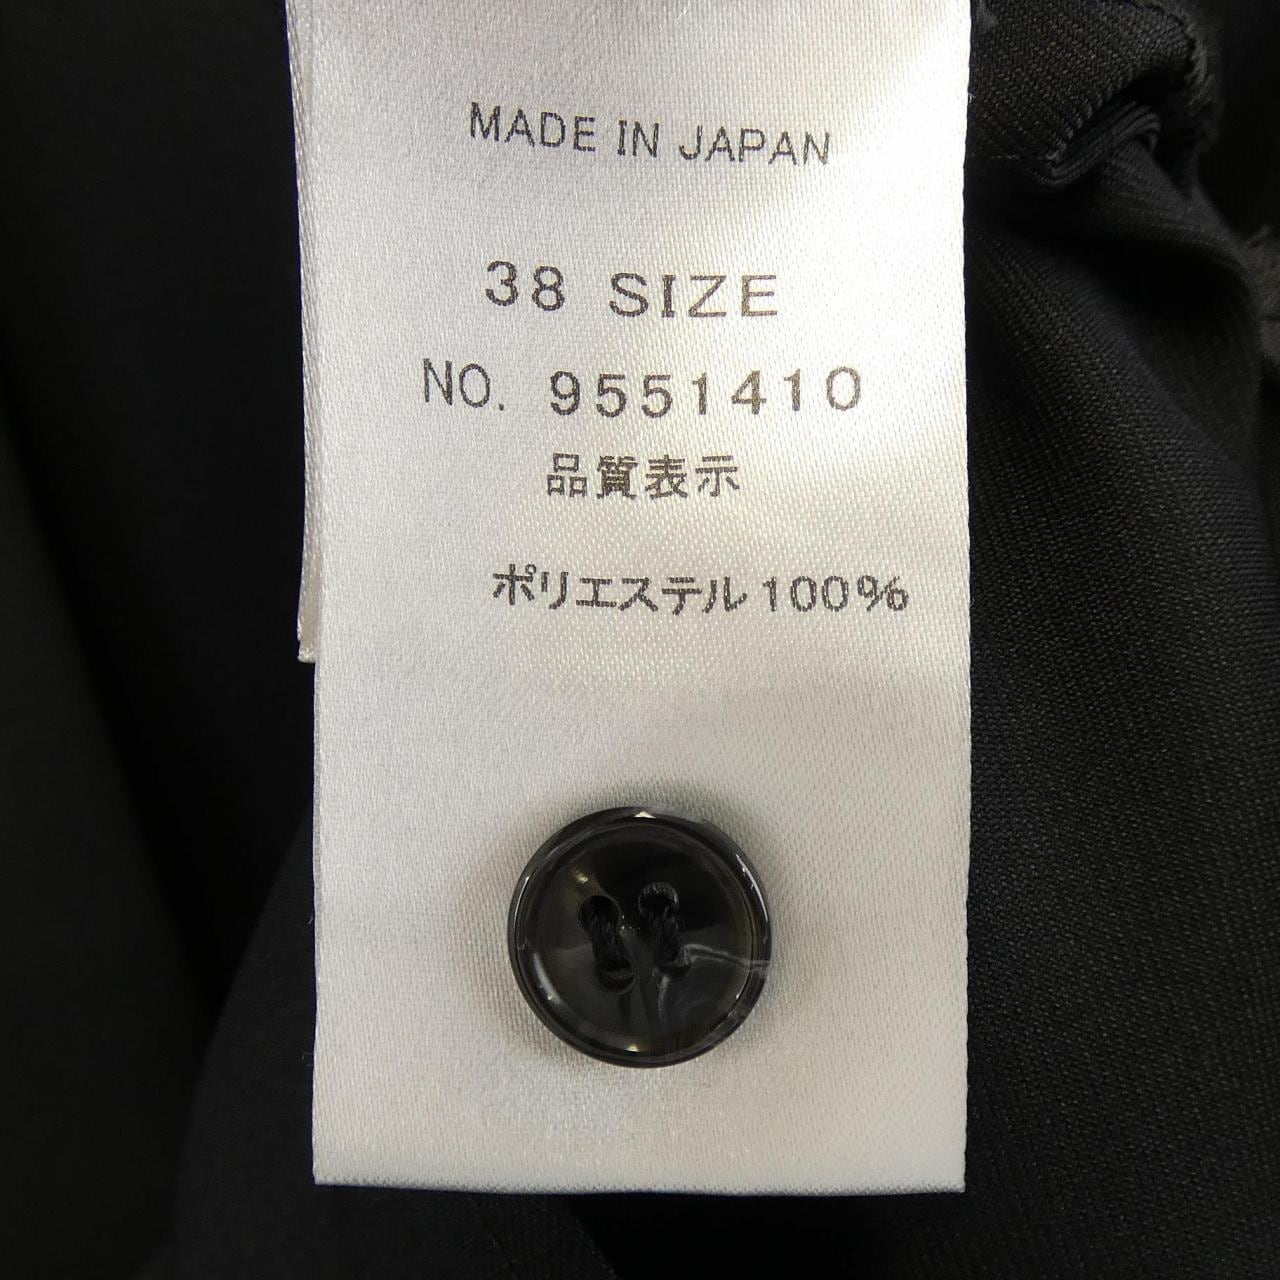 MADE IN JAPAN
38 SIZE
NO. 9551410
品質表示
ポリエステル100%